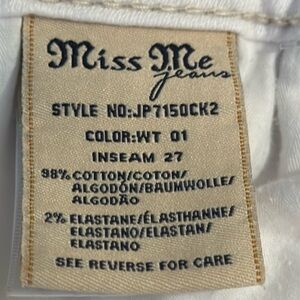 Miss Me
jeans
STYLE NO:JP7150CK2
COLOR:WT 01
INSEAM 27
98% COTTON/COTON/
ALGODÓN/BAUMWOLLE/
ALGODÃO
2% ELASTANE/ÉLASTHANNE/
ELASTANO/ELASTAN/
ELASTANO
SEE REVERSE FOR CARE